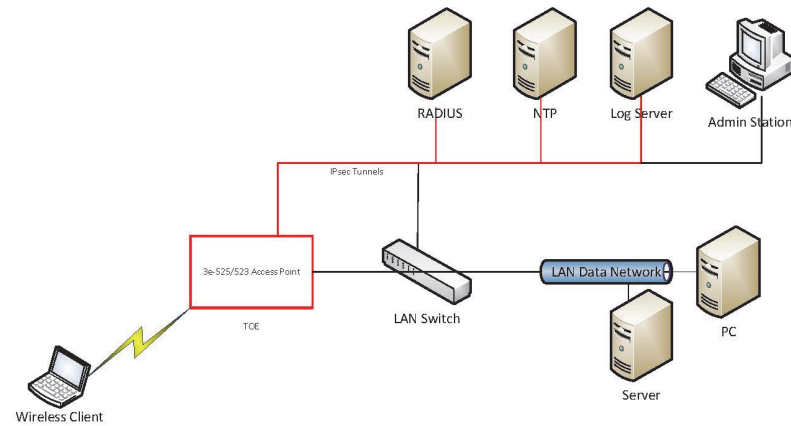 RADIUS
NTP
Log Server
Admin Station
IPsec Tunnels
3e-525/523 Access Point
TOE
LAN Switch
LAN Data Network
PC
Server
Wireless Client